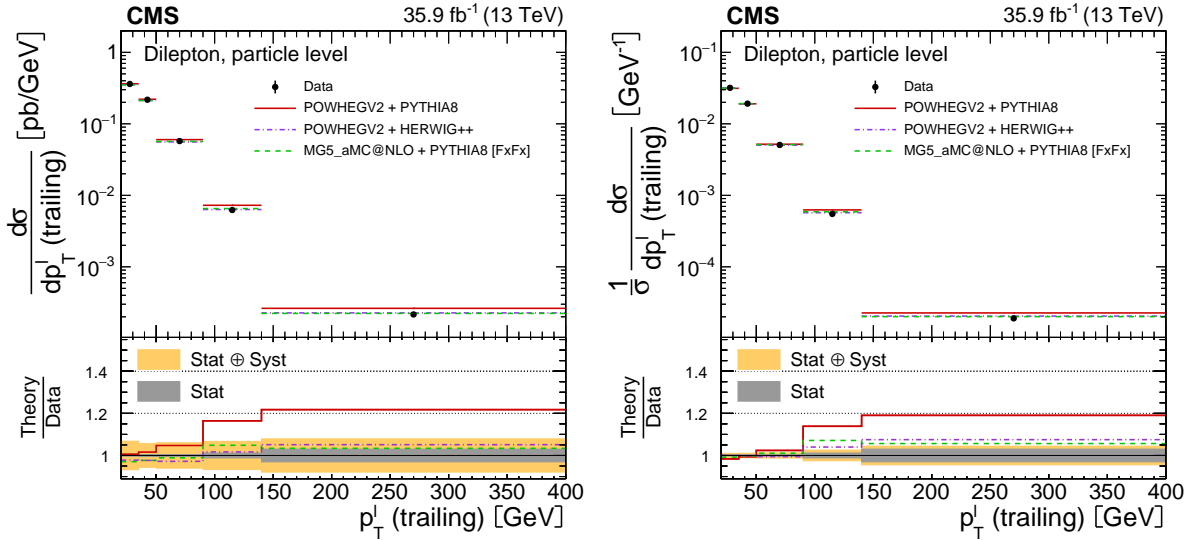 CMS 35.9 fb⁻¹ (13 TeV)
Dilepton, particle level
Data
POWHEGV2 + PYTHIA8
POWHEGV2 + HERWIG++
MG5_aMC@NLO + PYTHIA8 [FxFx]
dσ/dp_T^l (trailing) [pb/GeV]
1
10⁻¹
10⁻²
10⁻³
Stat ⊕ Syst
Stat
Theory/Data
1.4
1.2
1
50 100 150 200 250 300 350 400
p_T^l (trailing) [GeV]
CMS 35.9 fb⁻¹ (13 TeV)
Dilepton, particle level
Data
POWHEGV2 + PYTHIA8
POWHEGV2 + HERWIG++
MG5_aMC@NLO + PYTHIA8 [FxFx]
1/σ dσ/dp_T^l (trailing) [GeV⁻¹]
10⁻¹
10⁻²
10⁻³
10⁻⁴
Stat ⊕ Syst
Stat
Theory/Data
1.4
1.2
1
50 100 150 200 250 300 350 400
p_T^l (trailing) [GeV]